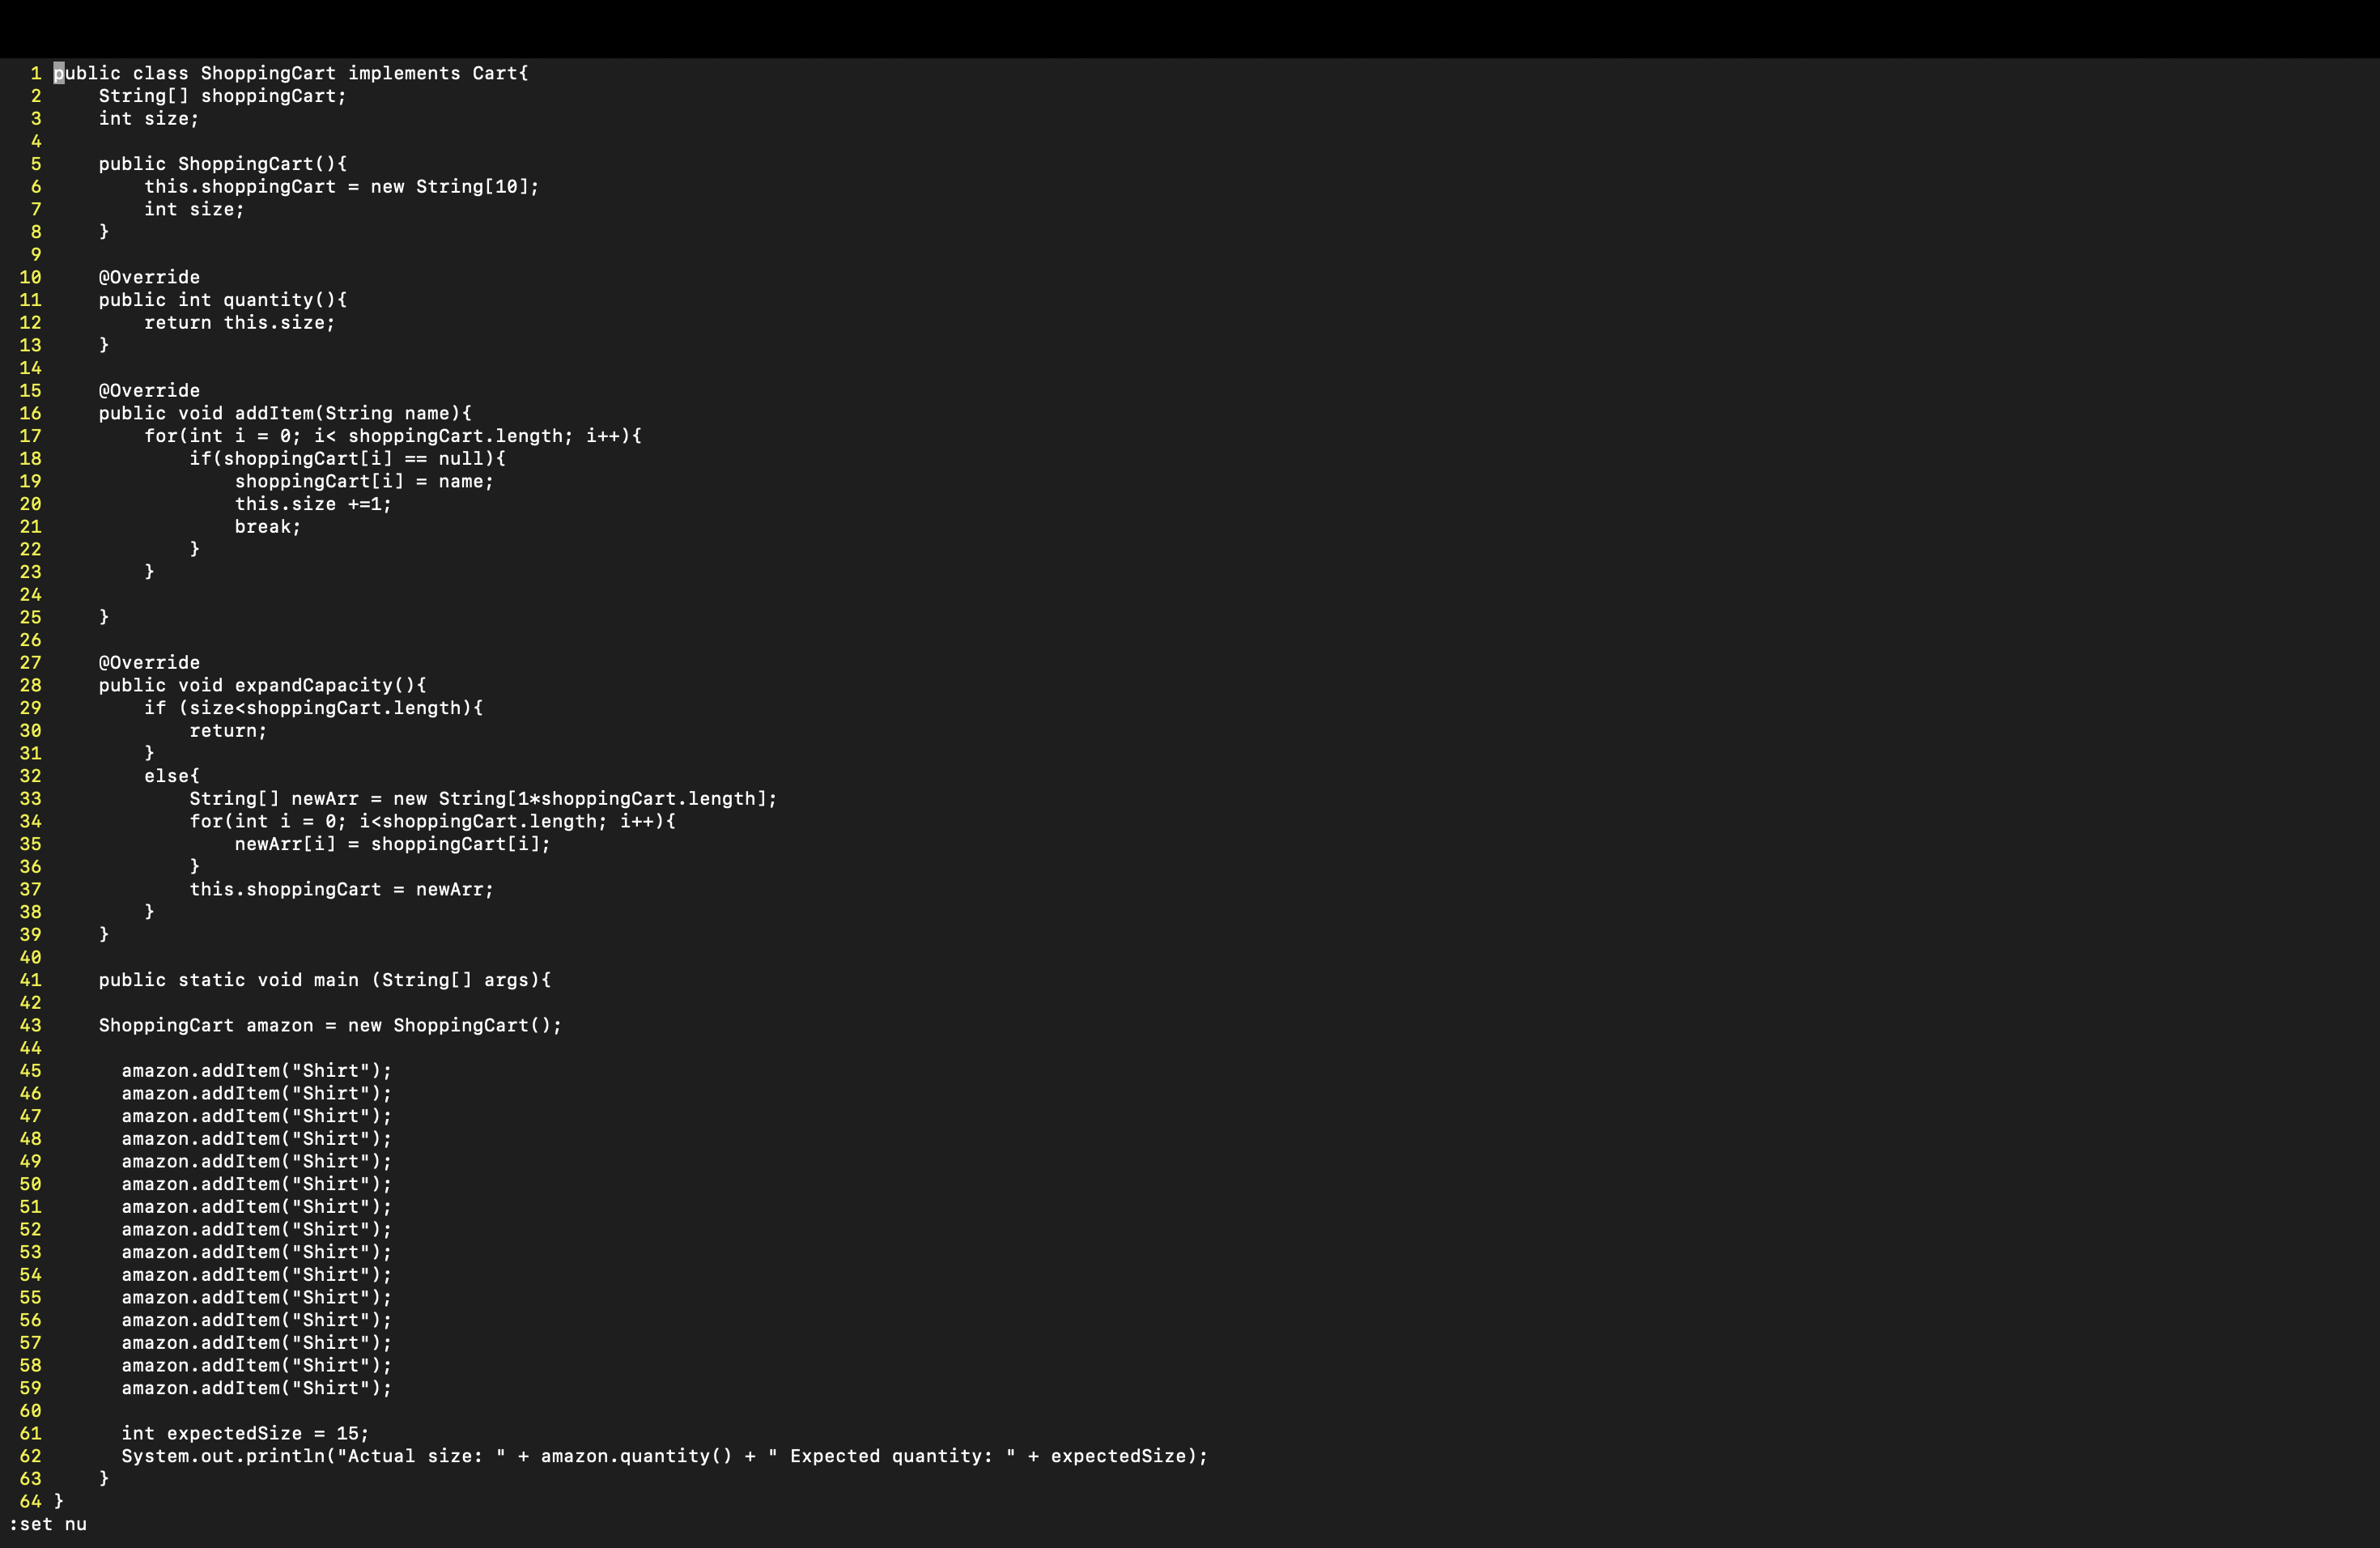 1 public class ShoppingCart implements Cart{
2     String[] shoppingCart;
3     int size;
4
5     public ShoppingCart(){
6         this.shoppingCart = new String[10];
7         int size;
8     }
9
10     @Override
11     public int quantity(){
12         return this.size;
13     }
14
15     @Override
16     public void addItem(String name){
17         for(int i = 0; i< shoppingCart.length; i++){
18             if(shoppingCart[i] == null){
19                 shoppingCart[i] = name;
20                 this.size +=1;
21                 break;
22             }
23         }
24
25     }
26
27     @Override
28     public void expandCapacity(){
29         if (size<shoppingCart.length){
30             return;
31         }
32         else{
33             String[] newArr = new String[1*shoppingCart.length];
34             for(int i = 0; i<shoppingCart.length; i++){
35                 newArr[i] = shoppingCart[i];
36             }
37             this.shoppingCart = newArr;
38         }
39     }
40
41     public static void main (String[] args){
42
43     ShoppingCart amazon = new ShoppingCart();
44
45       amazon.addItem("Shirt");
46       amazon.addItem("Shirt");
47       amazon.addItem("Shirt");
48       amazon.addItem("Shirt");
49       amazon.addItem("Shirt");
50       amazon.addItem("Shirt");
51       amazon.addItem("Shirt");
52       amazon.addItem("Shirt");
53       amazon.addItem("Shirt");
54       amazon.addItem("Shirt");
55       amazon.addItem("Shirt");
56       amazon.addItem("Shirt");
57       amazon.addItem("Shirt");
58       amazon.addItem("Shirt");
59       amazon.addItem("Shirt");
60
61       int expectedSize = 15;
62       System.out.println("Actual size: " + amazon.quantity() + " Expected quantity: " + expectedSize);
63     }
64 }
:set nu